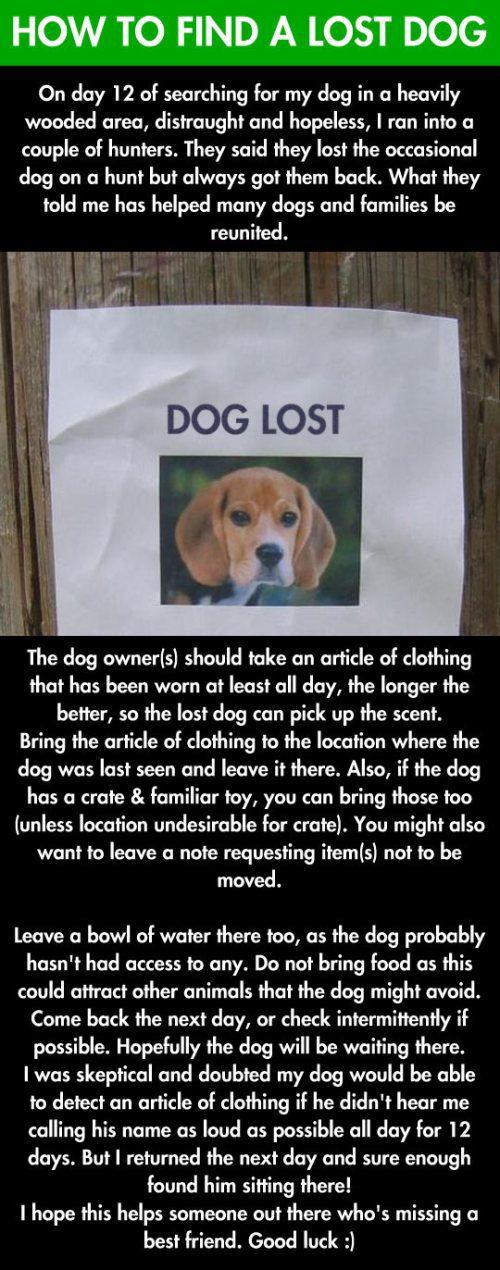 HOW TO FIND A LOST DOG
On day 12 of searching for my dog in a heavily
wooded area, distraught and hopeless, I ran into a
couple of hunters. They said they lost the occasional
dog on a hunt but always got them back. What they
told me has helped many dogs and families be
reunited.
DOG LOST
The dog owner(s) should take an article of clothing
that has been worn at least all day, the longer the
better, so the lost dog can pick up the scent.
Bring the article of clothing to the location where the
dog was last seen and leave it there. Also, if the dog
has a crate & familiar toy, you can bring those too
(unless location undesirable for crate). You might also
want to leave a note requesting item(s) not to be
moved.
Leave a bowl of water there too, as the dog probably
hasn't had access to any. Do not bring food as this
could attract other animals that the dog might avoid.
Come back the next day, or check intermittently if
possible. Hopefully the dog will be waiting there.
I was skeptical and doubted my dog would be able
to detect an article of clothing if he didn't hear me
calling his name as loud as possible all day for 12
days. But I returned the next day and sure enough
found him sitting there!
I hope this helps someone out there who's missing a
best friend. Good luck :)